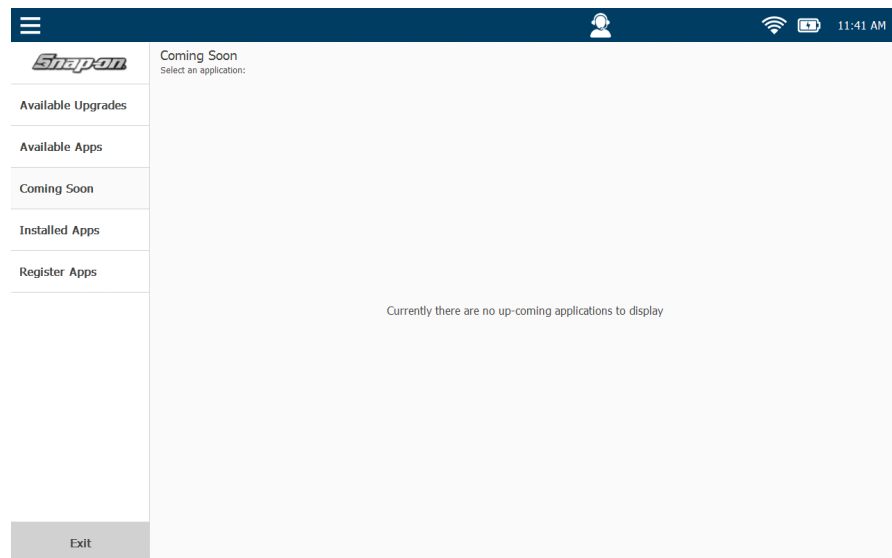 11:41 AM
Snap-on
Coming Soon
Select an application:
Available Upgrades
Available Apps
Coming Soon
Installed Apps
Register Apps
Currently there are no up-coming applications to display
Exit